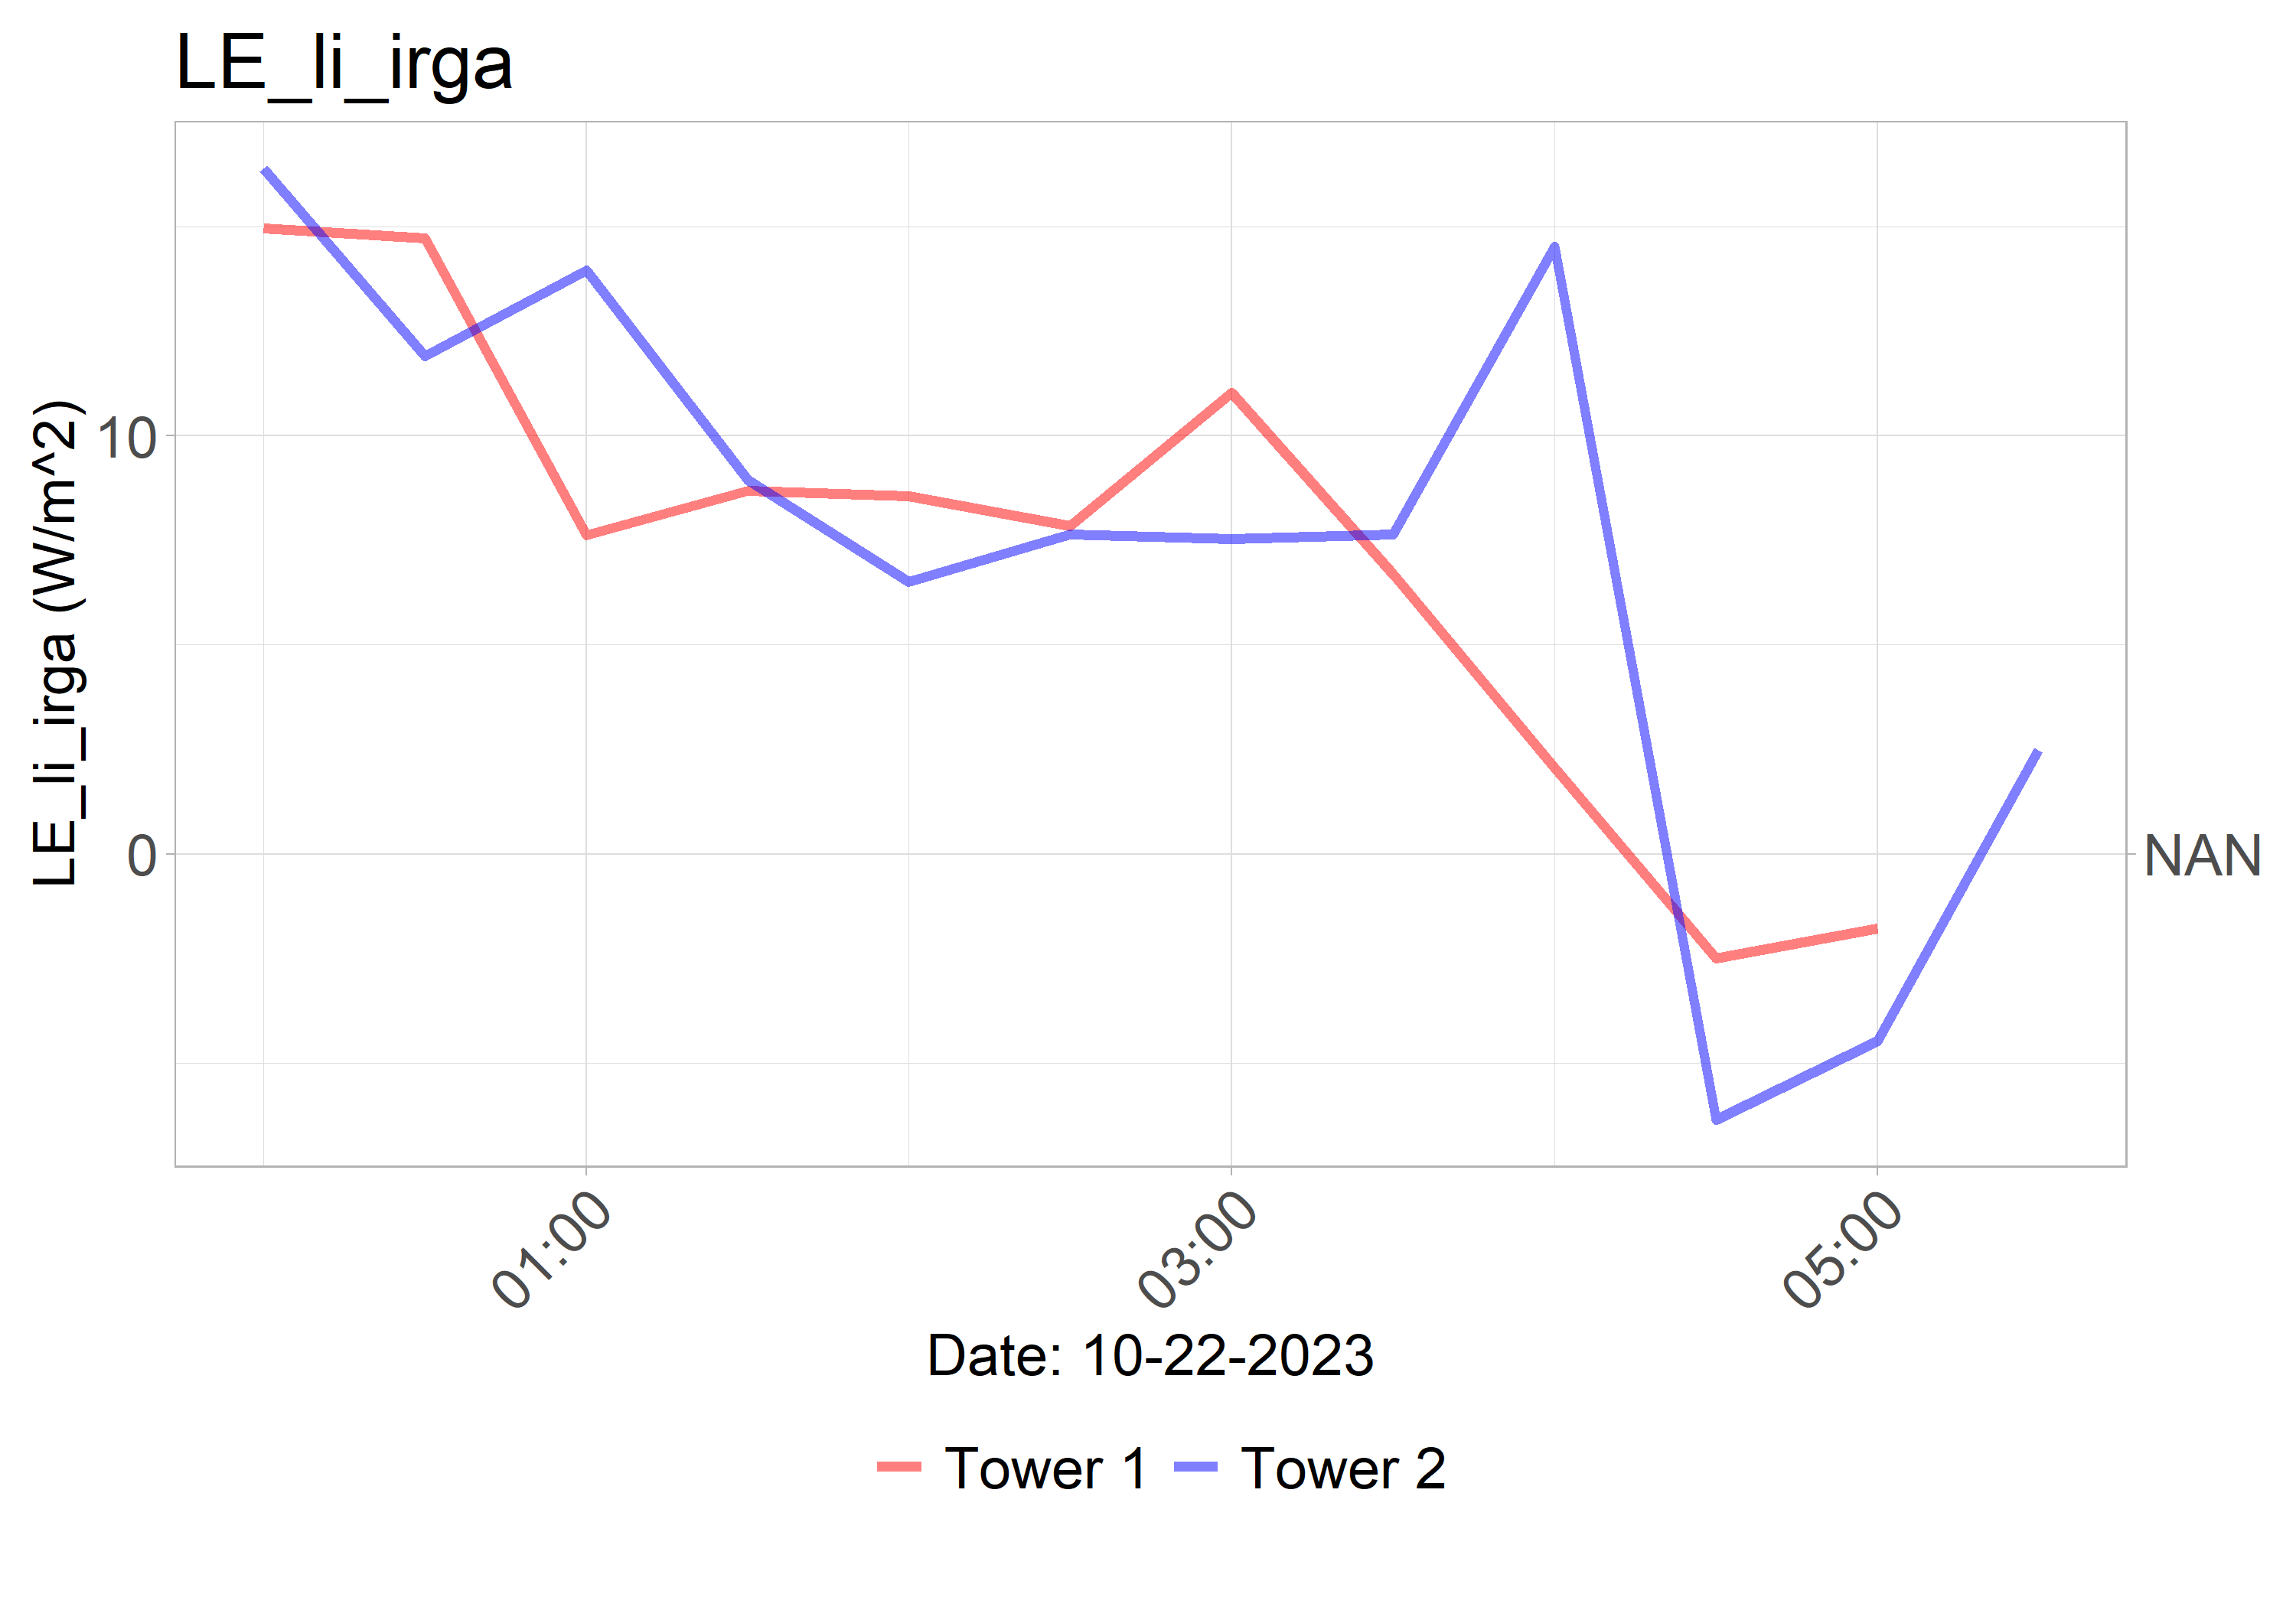 LE_li_irga
LE_li_irga (W/m^2)
10
0
NAN
01:00
03:00
05:00
Date: 10-22-2023
Tower 1
Tower 2